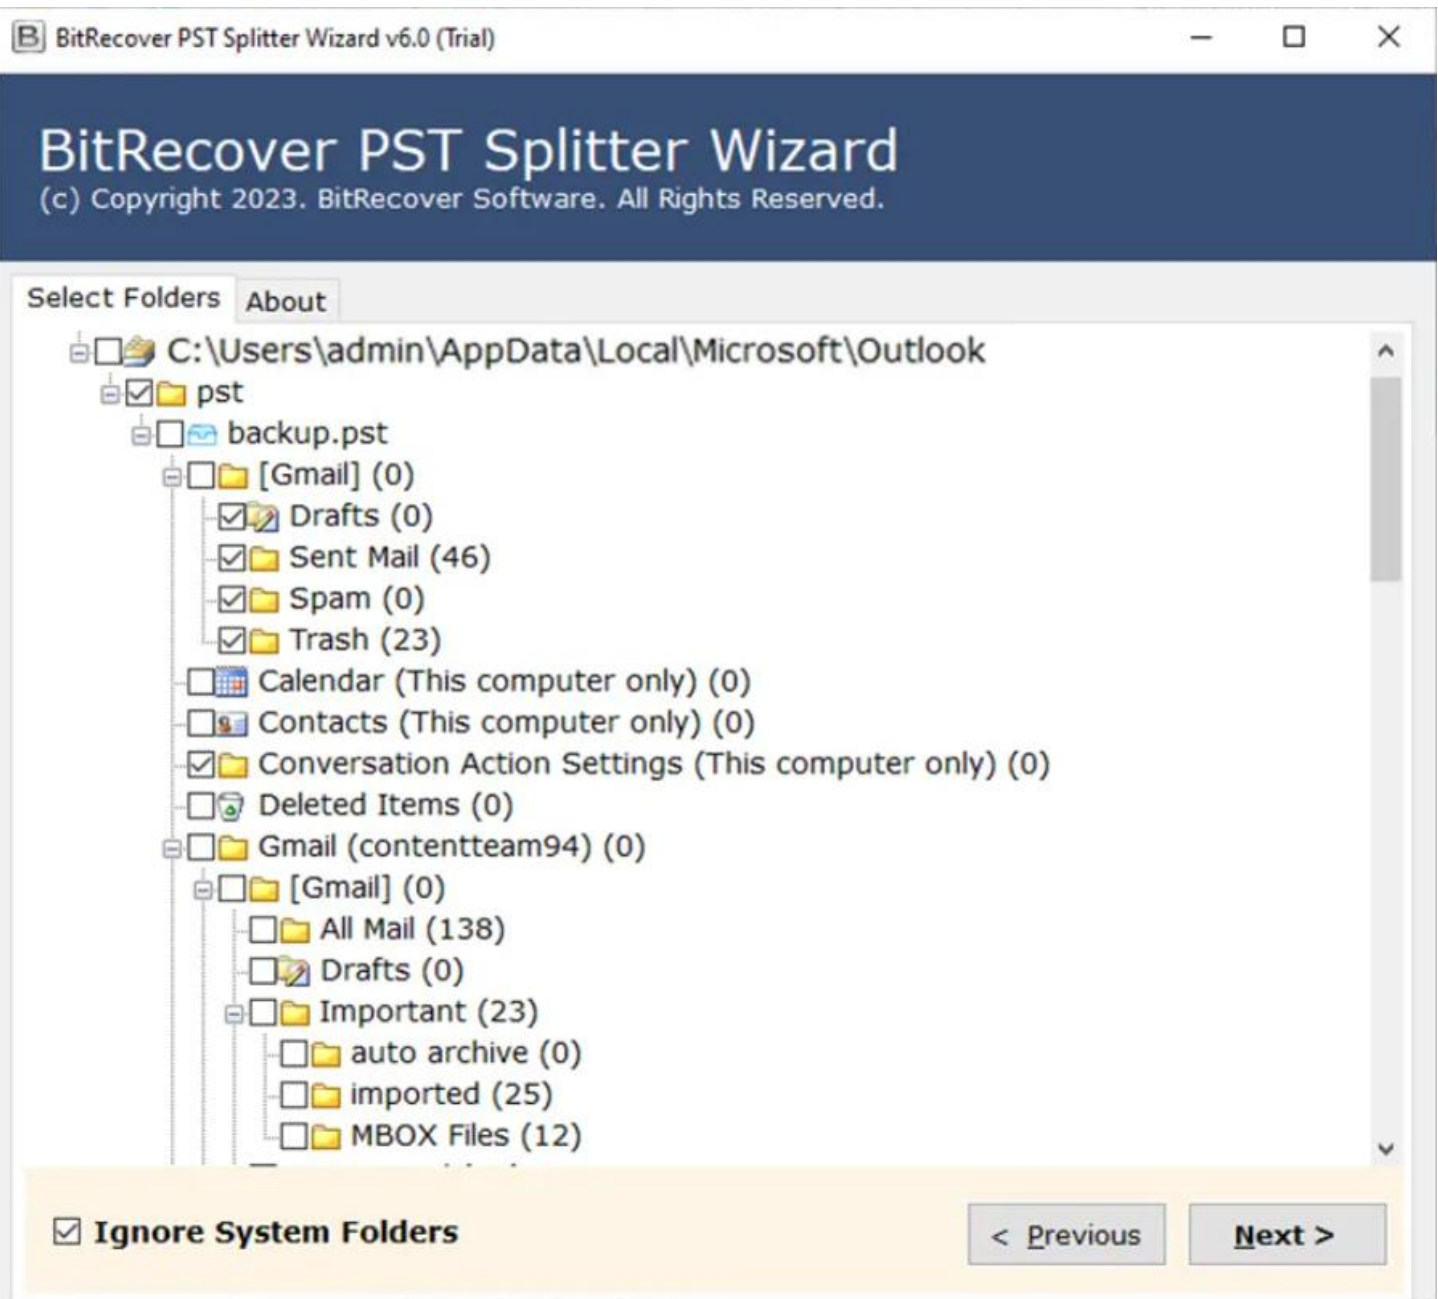 BitRecover PST Splitter Wizard v6.0 (Trial)
BitRecover PST Splitter Wizard
(c) Copyright 2023. BitRecover Software. All Rights Reserved.
Select Folders About
C:\Users\admin\AppData\Local\Microsoft\Outlook
pst
backup.pst
[Gmail] (0)
Drafts (0)
Sent Mail (46)
Spam (0)
Trash (23)
Calendar (This computer only) (0)
Contacts (This computer only) (0)
Conversation Action Settings (This computer only) (0)
Deleted Items (0)
Gmail (contentteam94) (0)
[Gmail] (0)
All Mail (138)
Drafts (0)
Important (23)
auto archive (0)
imported (25)
MBOX Files (12)
Ignore System Folders
< Previous Next >